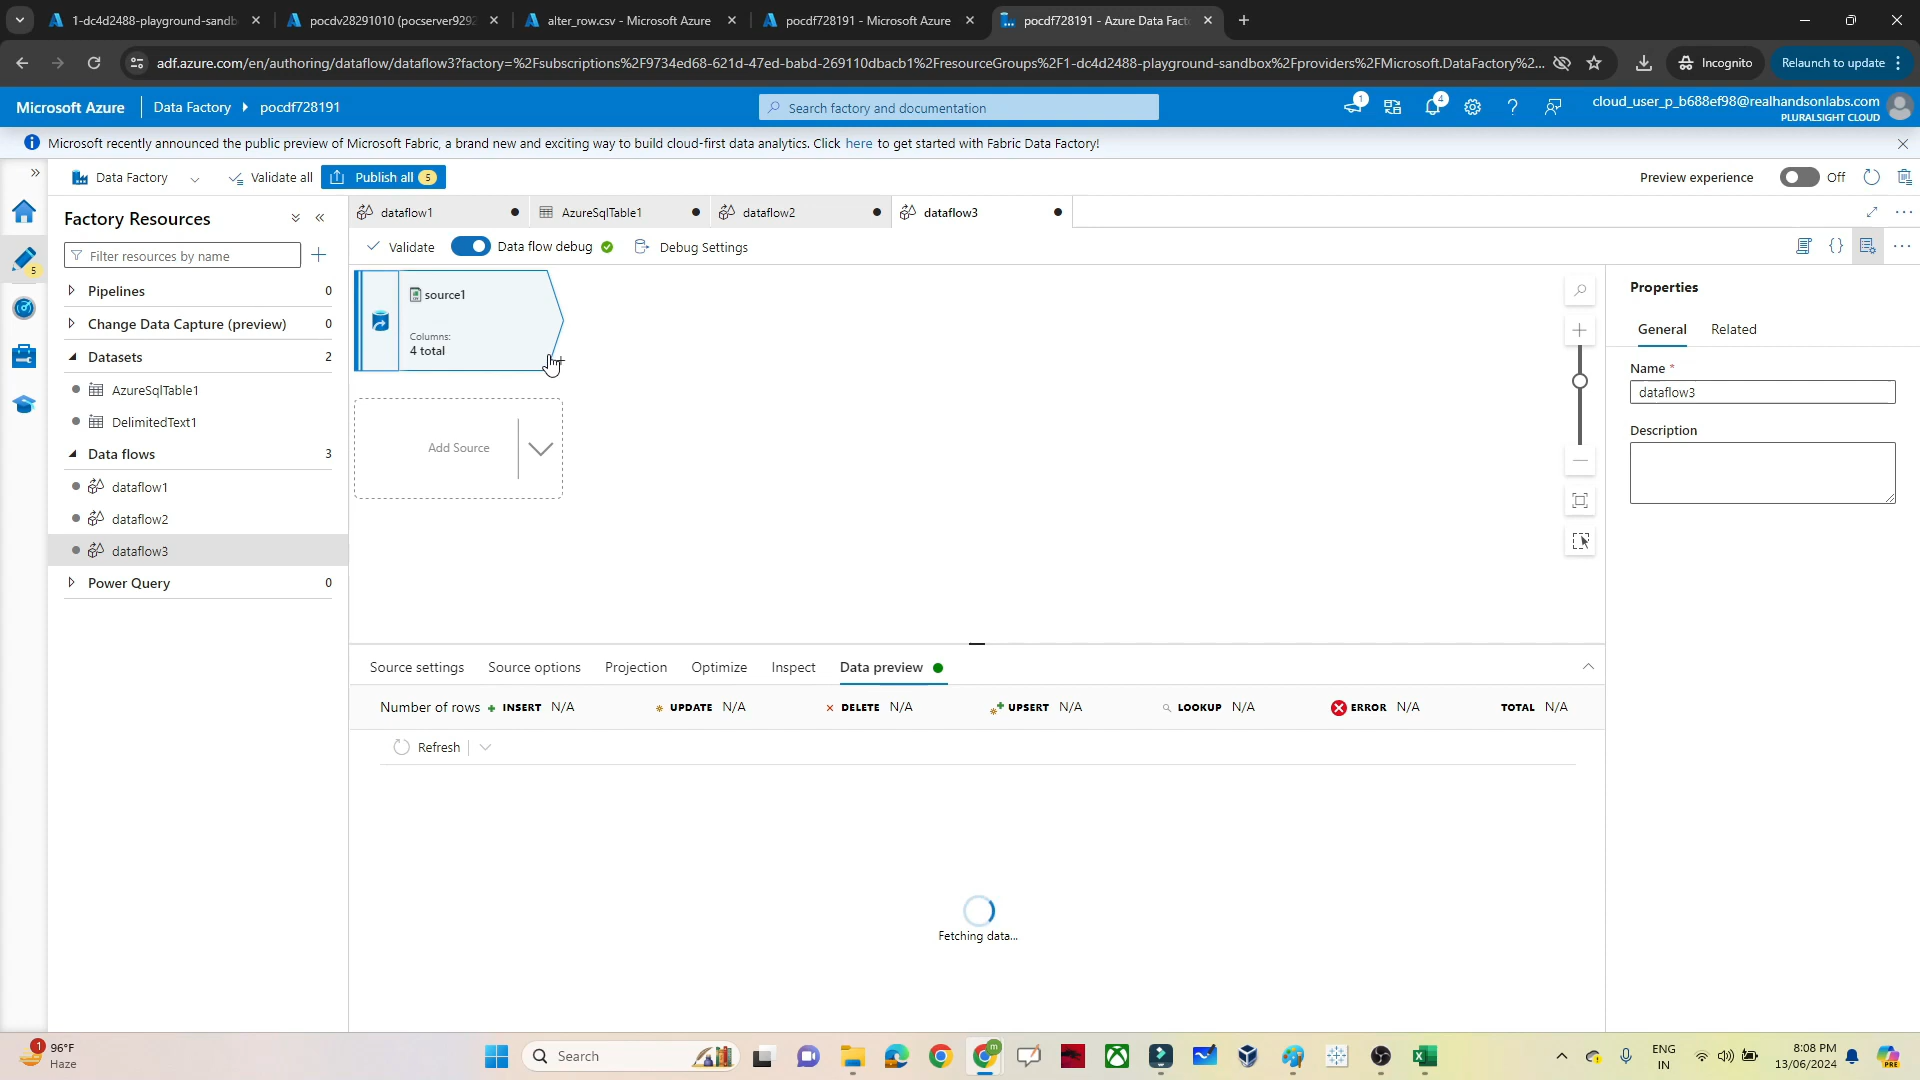 1-dc4d2488-playground-sandb
pocdv28291010 (pocserver9292
alter_row.csv - Microsoft Azure
pocdf728191 - Microsoft Azure
pocdf728191 - Azure Data Fact
adf.azure.com/en/authoring/dataflow/dataflow3?factory=%2Fsubscriptions%2F9734ed68-621d-47ed-babd-269110dbacb1%2FresourceGroups%2F1-dc4d2488-playground-sandbox%2Fproviders%2FMicrosoft.DataFactory%2...
Incognito
Relaunch to update
Microsoft Azure
Data Factory
pocdf728191
Search factory and documentation
1
4
cloud_user_p_b688ef98@realhandsonlabs.com
PLURALSIGHT CLOUD
Microsoft recently announced the public preview of Microsoft Fabric, a brand new and exciting way to build cloud-first data analytics. Click here to get started with Fabric Data Factory!
Data Factory
Validate all
Publish all 5
Preview experience
Off
Factory Resources
dataflow1
AzureSqlTable1
dataflow2
dataflow3
Filter resources by name
Validate
Data flow debug
Debug Settings
5
Pipelines 0
Change Data Capture (preview) 0
Datasets 2
AzureSqlTable1
DelimitedText1
Data flows 3
dataflow1
dataflow2
dataflow3
Power Query 0
source1
Columns:
4 total
Add Source
Properties
General
Related
Name *
dataflow3
Description
Source settings
Source options
Projection
Optimize
Inspect
Data preview
Number of rows
INSERT N/A
UPDATE N/A
DELETE N/A
UPSERT N/A
LOOKUP N/A
ERROR N/A
TOTAL N/A
Refresh
Fetching data...
1
96°F
Haze
Search
ENG
IN
8:08 PM
13/06/2024
PRE